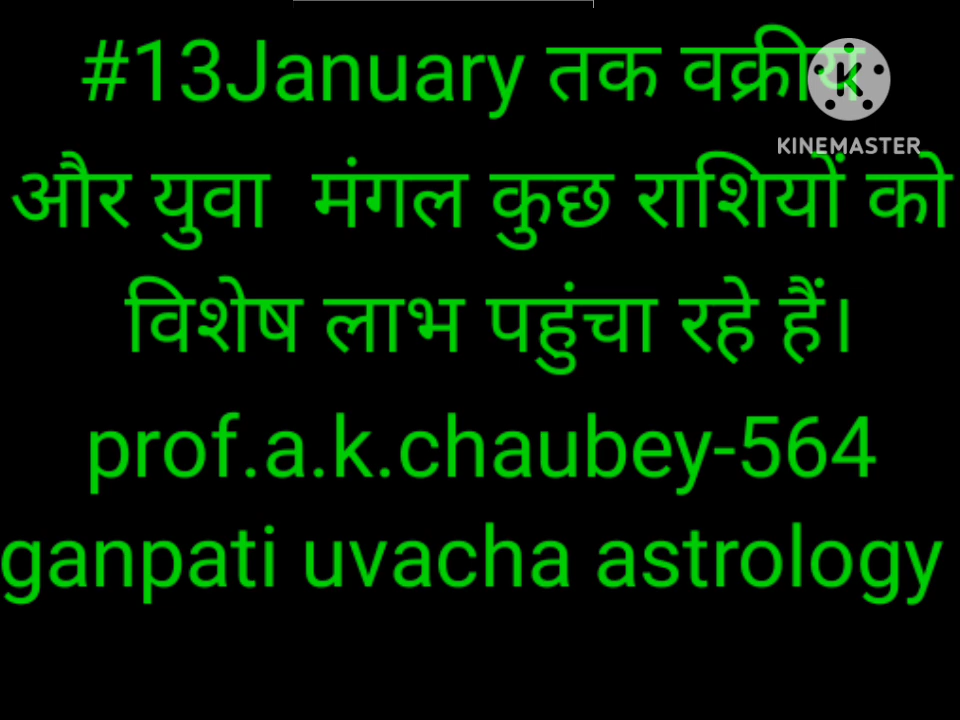 #13January तक वक्रीय
KINEMASTER
और युवा मंगल कुछ राशियों को
विशेष लाभ पहुंचा रहे हैं।
prof.a.k.chaubey-564
ganpati uvacha astrology